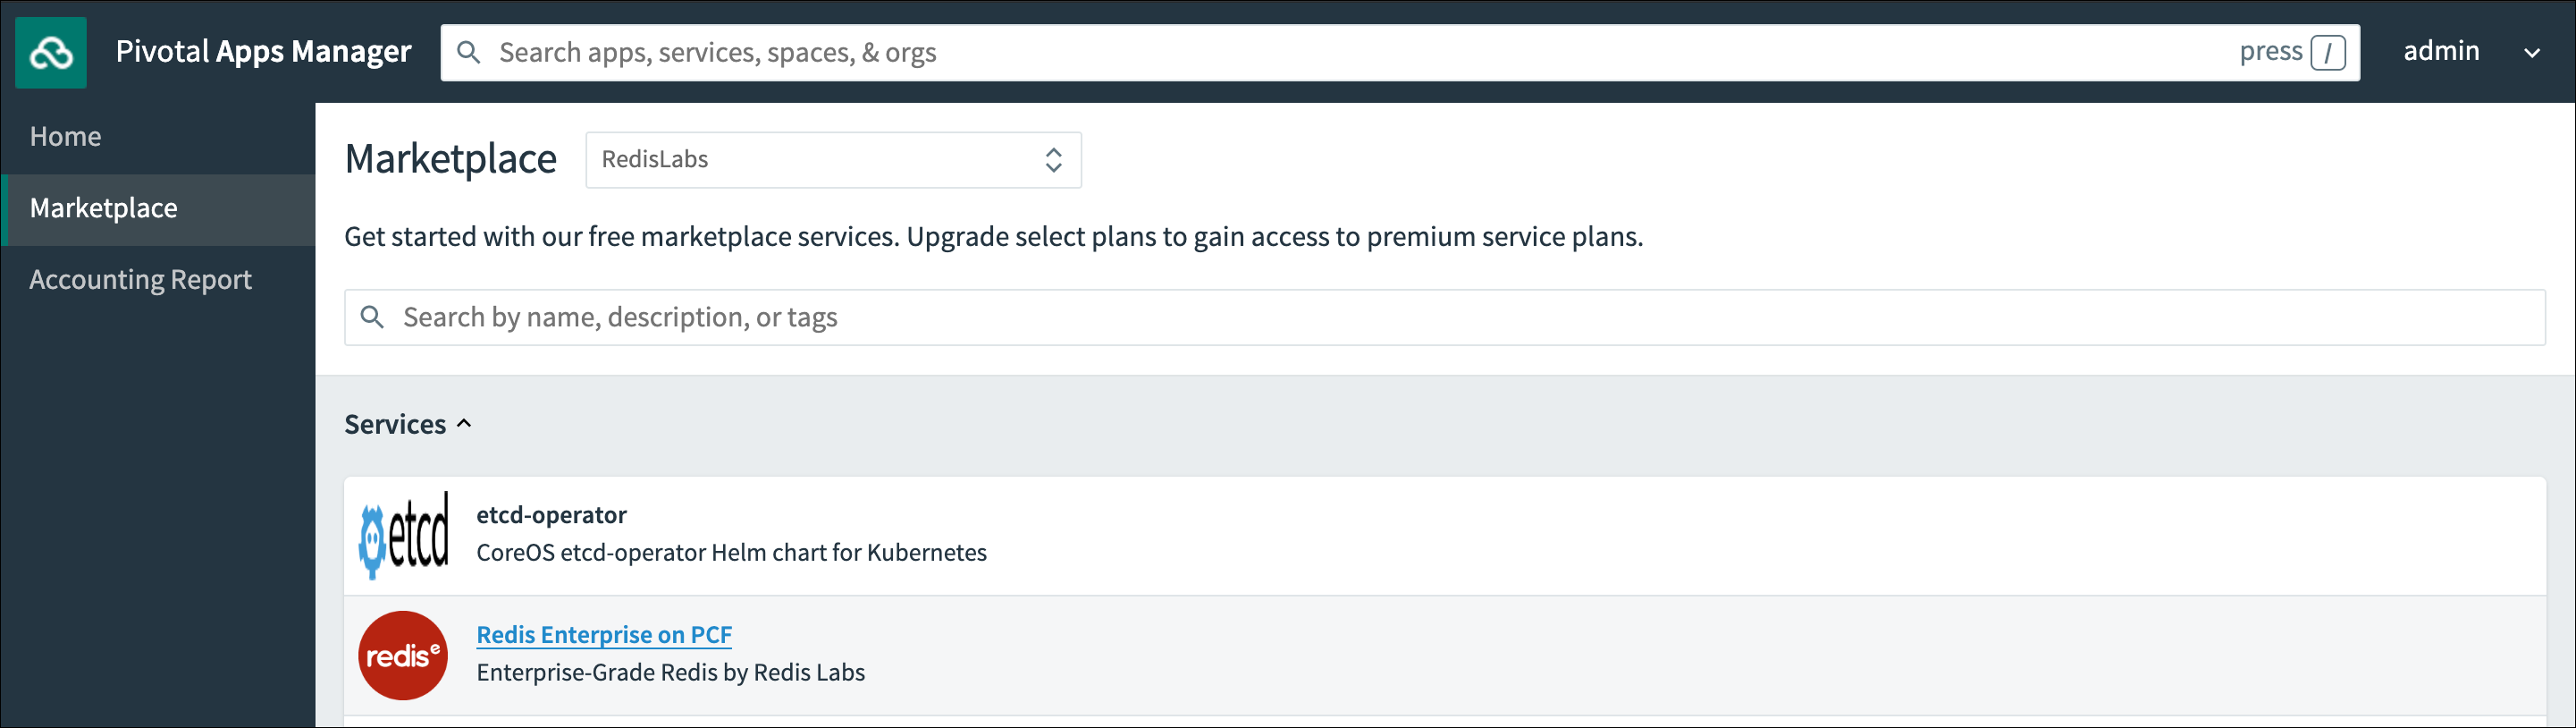 Pivotal Apps Manager
Search apps, services, spaces, & orgs
press /
admin
Home
Marketplace
Accounting Report
Marketplace
RedisLabs
Get started with our free marketplace services. Upgrade select plans to gain access to premium service plans.
Search by name, description, or tags
Services
etcd
etcd-operator
CoreOS etcd-operator Helm chart for Kubernetes
redise
Redis Enterprise on PCF
Enterprise-Grade Redis by Redis Labs